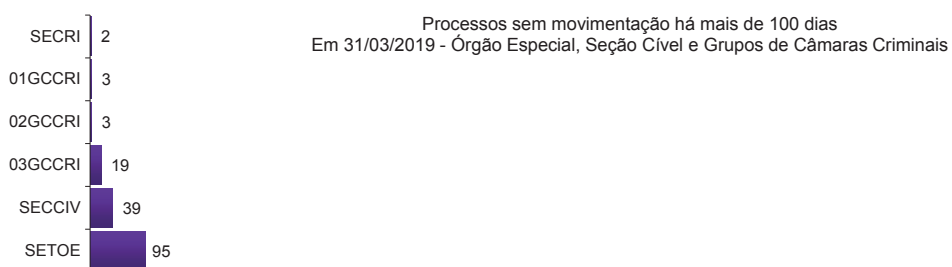 Processos sem movimentação há mais de 100 dias
Em 31/03/2019 - Órgão Especial, Seção Cível e Grupos de Câmaras Criminais
SECRI 2
01GCCRI 3
02GCCRI 3
03GCCRI 19
SECCIV 39
SETOE 95